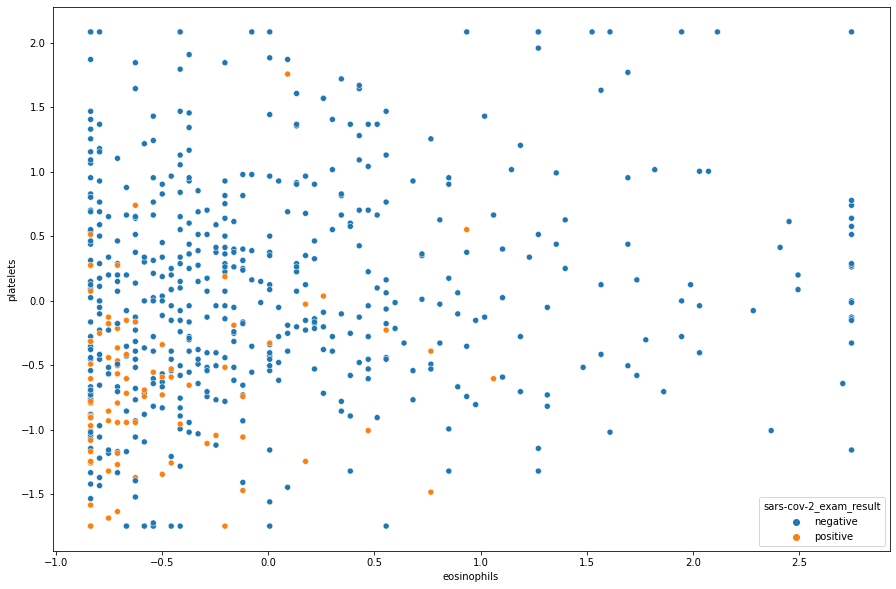 2.0
1.5
1.0
0.5
0.0
−0.5
−1.0
−1.5
platelets
−1.0 −0.5 0.0 0.5 1.0 1.5 2.0 2.5
eosinophils
sars-cov-2_exam_result
negative
positive